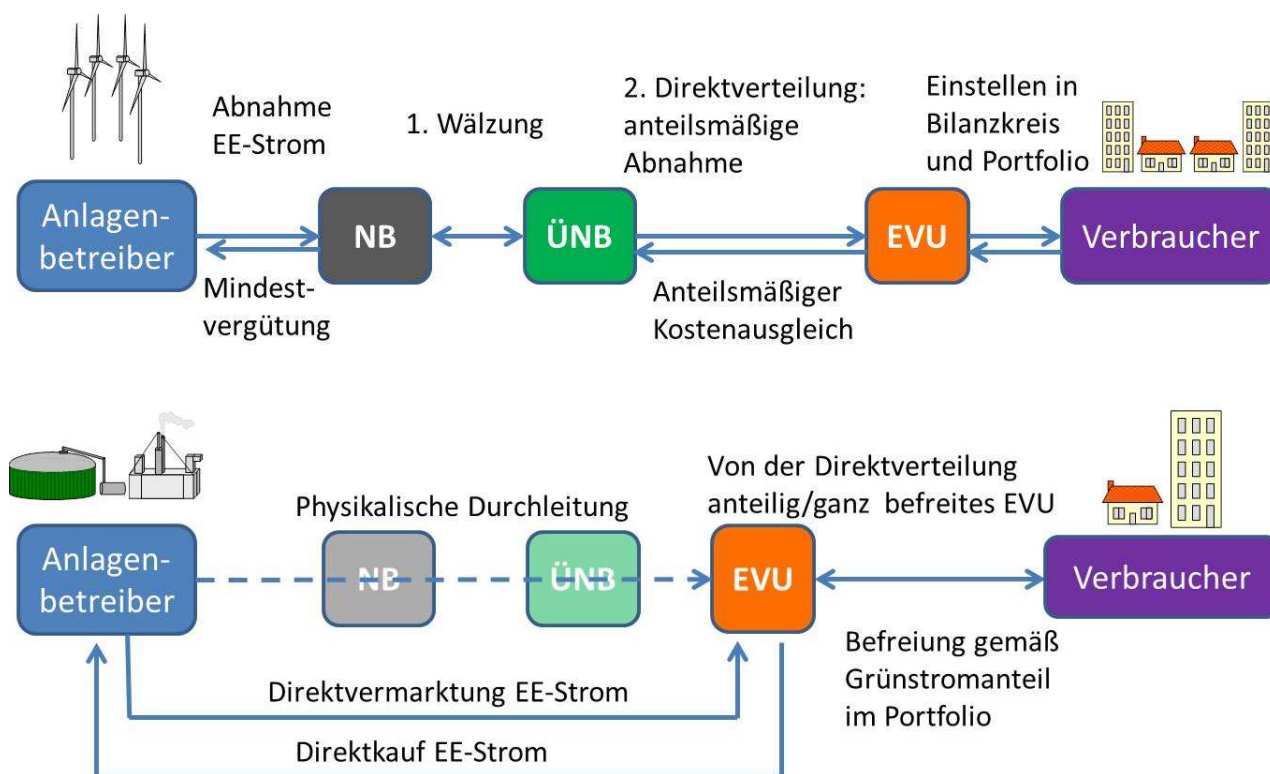 Abnahme
EE-Strom
1. Wälzung
2. Direktverteilung:
anteilsmäßige
Abnahme
Einstellen in
Bilanzkreis
und Portfolio
Anlagen-
betreiber
NB
ÜNB
EVU
Verbraucher
Mindest-
vergütung
Anteilsmäßiger
Kostenausgleich
Physikalische Durchleitung
Von der Direktverteilung
anteilig/ganz befreites EVU
Anlagen-
betreiber
NB
ÜNB
EVU
Verbraucher
Direktvermarktung EE-Strom
Direktkauf EE-Strom
Befreiung gemäß
Grünstromanteil
im Portfolio